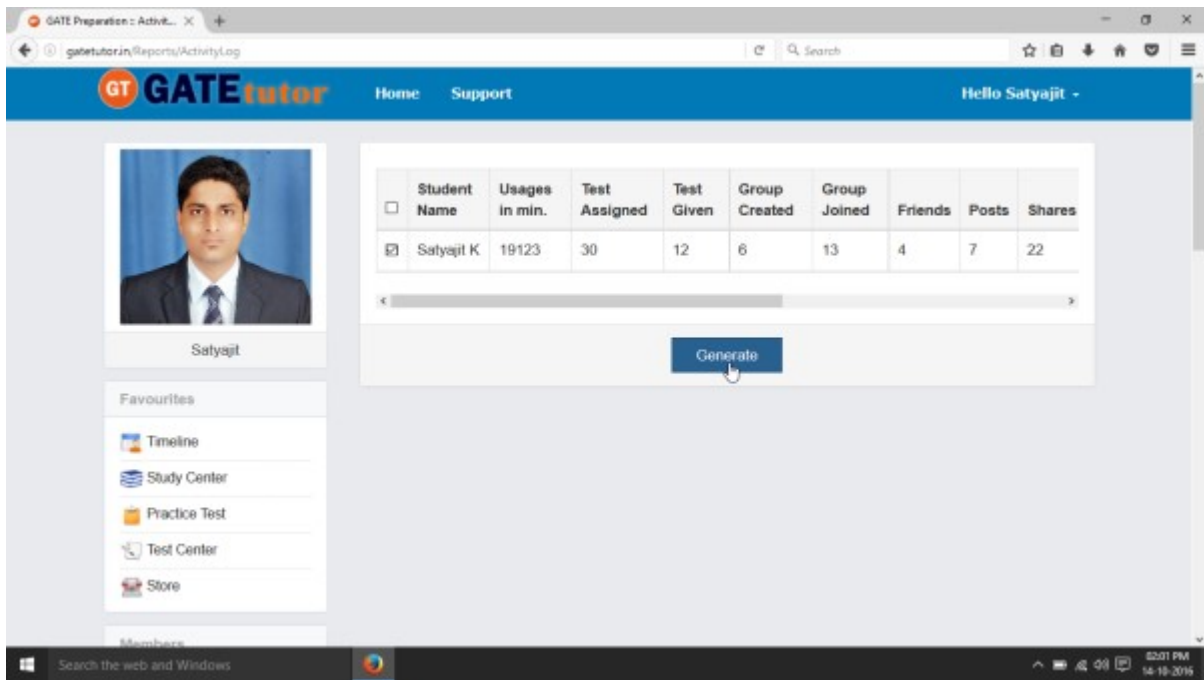 GATE Preparation :: Activit...
gatetutor.in/Reports/ActivityLog
Search
GT GATEtutor
Home Support
Hello Satyajit
Student Name
Usages in min.
Test Assigned
Test Given
Group Created
Group Joined
Friends
Posts
Shares
Satyajit K 19123 30 12 6 13 4 7 22
Generate
Satyajit
Favourites
Timeline
Study Center
Practice Test
Test Center
Store
Members
Search the web and Windows
02:01 PM
14-10-2016